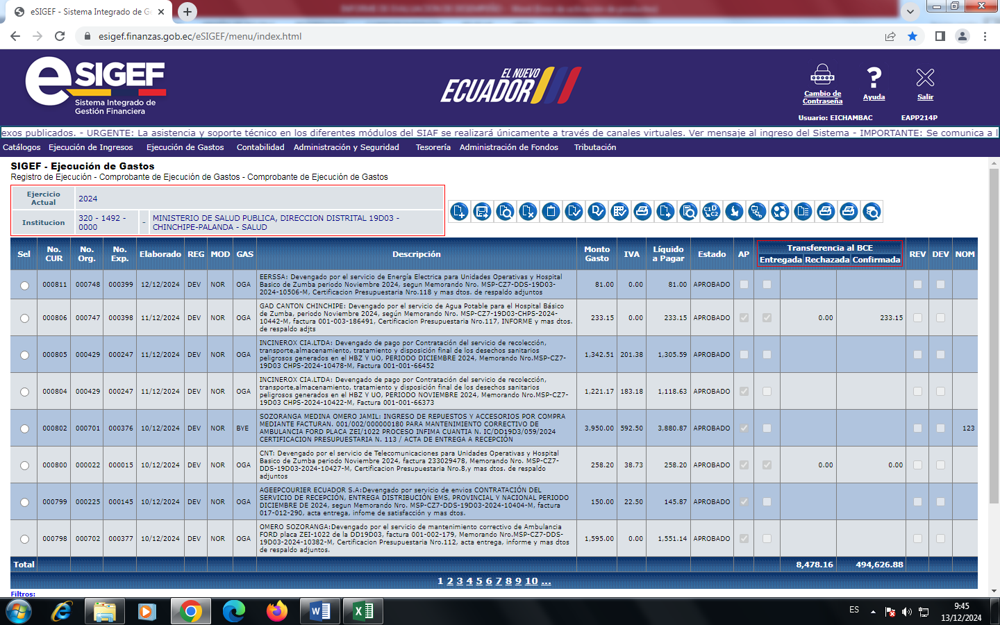 eSIGEF - Sistema Integrado de Ge
esigef.finanzas.gob.ec/eSIGEF/menu/index.html
eSIGEF
Sistema Integrado de
Gestión Financiera
EL NUEVO
ECUADOR
Cambio de
Contraseña
Ayuda
Salir
Usuario: EICHAMBAC
EAPP214P
exos publicados. - URGENTE: La asistencia y soporte técnico en los diferentes módulos del SIAF se realizará únicamente a través de canales virtuales. Ver mensaje al ingreso del Sistema - IMPORTANTE: Se comunica a l
Catálogos Ejecución de Ingresos Ejecución de Gastos Contabilidad Administración y Seguridad Tesorería Administración de Fondos Tributación
SIGEF - Ejecución de Gastos
Registro de Ejecución - Comprobante de Ejecución de Gastos - Comprobante de Ejecución de Gastos
Ejercicio
Actual
2024
Institucion
320 - 1492 -
0000
-
MINISTERIO DE SALUD PUBLICA, DIRECCION DISTRITAL 19D03 -
CHINCHIPE-PALANDA - SALUD
C1D
C2
Sel No. CUR No. Org. No. Exp. Elaborado REG MOD GAS Descripción Monto Gasto IVA Líquido a Pagar Estado AP Transferencia al BCE REV DEV NOM
Entregada Rechazada Confirmada
000811 000748 000399 12/12/2024 DEV NOR OGA
EERSSA: Devengado por el servicio de Energía Electrica para Unidades Operativas y Hospital
Basico de Zumba periodo Noviembre 2024, segun Memorando Nro. MSP-CZ7-DDS-19D03-
2024-10506-M, Certificacion Presupuestaria Nro.118 y mas dtos. de respaldo adjuntos
81.00 0.00 81.00 APROBADO
000806 000747 000398 11/12/2024 DEV NOR OGA
GAD CANTON CHINCHIPE: Devengado por el servicio de Agua Potable para el Hospital Básico
de Zumba, periodo Noviembre 2024, según Memorando Nro. MSP-CZ7-19D03-CHPS-2024-
10442-M, factura 001-003-186491, Certificacion Presupuestaria Nro.117, INFORME y mas dtos.
de respaldo adjts
233.15 0.00 233.15 APROBADO 0.00 233.15
000805 000429 000247 11/12/2024 DEV NOR OGA
INCINEROX CIA.LTDA: Devengado de pago por Contratación del servicio de recolección,
transporte,almacenamiento, tratamiento y disposición final de los desechos sanitarios
peligrosos generados en el HBZ Y UO, PERIODO DICIEMBRE 2024, Memorando Nro.MSP-CZ7-
19D03 CHPS-2024-10478-M, Factura 001-001-66452
1,342.51 201.38 1,305.59 APROBADO
000804 000429 000247 11/12/2024 DEV NOR OGA
INCINEROX CIA.LTDA: Devengado de pago por Contratación del servicio de recolección,
transporte,almacenamiento, tratamiento y disposición final de los desechos sanitarios
peligrosos generados en el HBZ Y UO, PERIODO NOVIEMBRE 2024, Memorando Nro.MSP-CZ7-
19D03 CHPS-2024-10422-M, Factura 001-001-66373
1,221.17 183.18 1,118.63 APROBADO
000802 000701 000376 10/12/2024 DEV NOR BYE
SOZORANGA MEDINA OMERO JAMIL: INGRESO DE REPUESTOS Y ACCESORIOS POR COMPRA
MEDIANTE FACTURAN. 001/002/000000180 PARA MANTENIMIENTO CORRECTIVO DE
AMBULANCIA FORD PLACA ZEI/1022 PROCESO INFIMA CUANTIA N. IC/DD19D3/059/2024
CERTIFICACION PRESUPUESTARIA N. 113 / ACTA DE ENTREGA A RECEPCIÓN
3,950.00 592.50 3,880.87 APROBADO 123
000800 000022 000015 10/12/2024 DEV NOR OGA
CNT: Devengado por el servicio de Telecomunicaciones para Unidades Operativas y Hospital
Basico de Zumba periodo Noviembre 2024, factura 233029478, Memorando Nro. MSP-CZ7-
DDS-19D03-2024-10427-M, Certificacion Presupuestaria Nro.8,y mas dtos. de respaldo
adjuntos
258.20 38.73 258.20 APROBADO 0.00 0.00
000799 000225 000145 10/12/2024 DEV NOR OGA
AGEEPCOURIER ECUADOR S.A:Devengado por servicio de envios CONTRATACIÓN DEL
SERVICIO DE RECEPCIÓN, ENTREGA DISTRIBUCIÓN EMS, PROVINCIAL Y NACIONAL PERIODO
DICIEMBRE DE 2024, segun Memorando Nro. MSP-CZ7-DDS-19D03-2024-10404-M, factura
017-012-290, acta entrega, infome de satisfacción y mas dtos.
150.00 22.50 145.87 APROBADO
000798 000702 000377 10/12/2024 DEV NOR OGA
OMERO SOZORANGA:Devengado por el servicio de mantenimiento correctivo de Ambulancia
FORD placa ZEI-1022 de la DD19D03, factura 001-002-179, Memorando Nro.MSP-CZ7-DDS-
19D03-2024-10382-M, Certificacion Presupuestaria Nro.112, acta entrega, informe y mas dtos
de respaldo adjuntos.
1,595.00 0.00 1,551.14 APROBADO
Total 8,478.16 494,626.88
1 2 3 4 5 6 7 8 9 10 ...
Filtros:
ES
9:45
13/12/2024